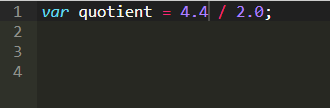 1 var quotient = 4.4 / 2.0;
2
3
4